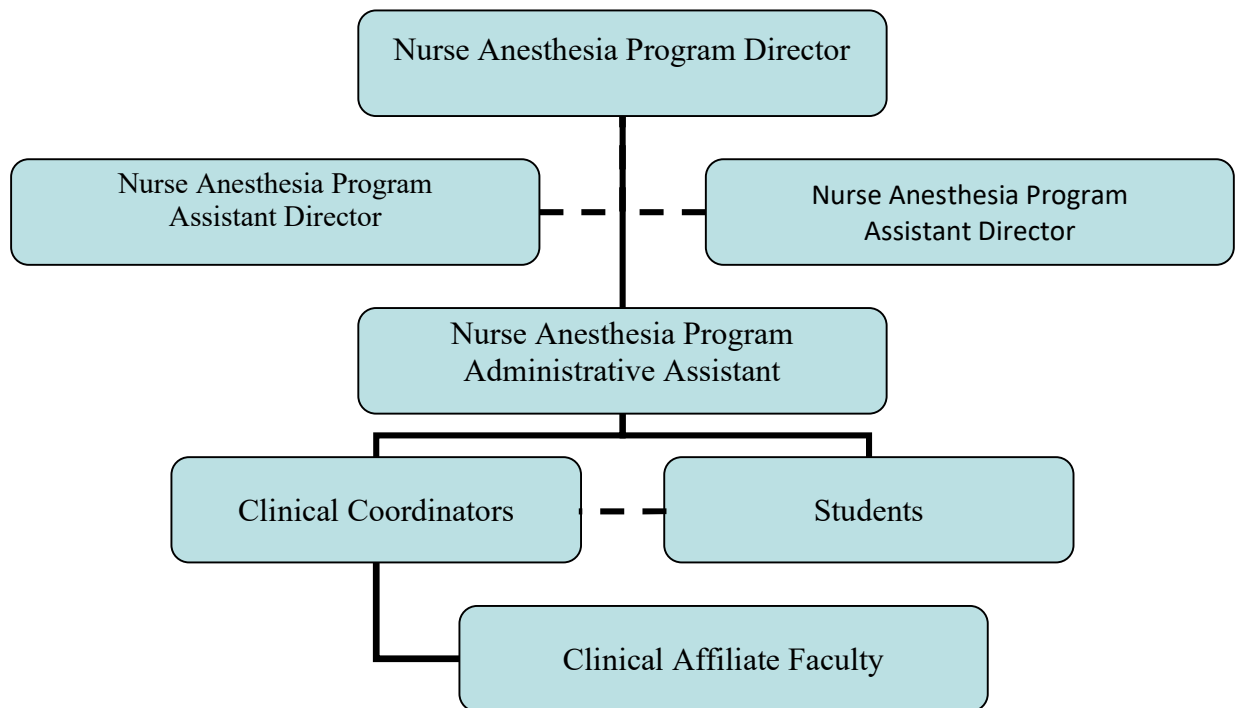 Nurse Anesthesia Program Director
Nurse Anesthesia Program
Assistant Director
Nurse Anesthesia Program
Assistant Director
Nurse Anesthesia Program
Administrative Assistant
Clinical Coordinators
Students
Clinical Affiliate Faculty